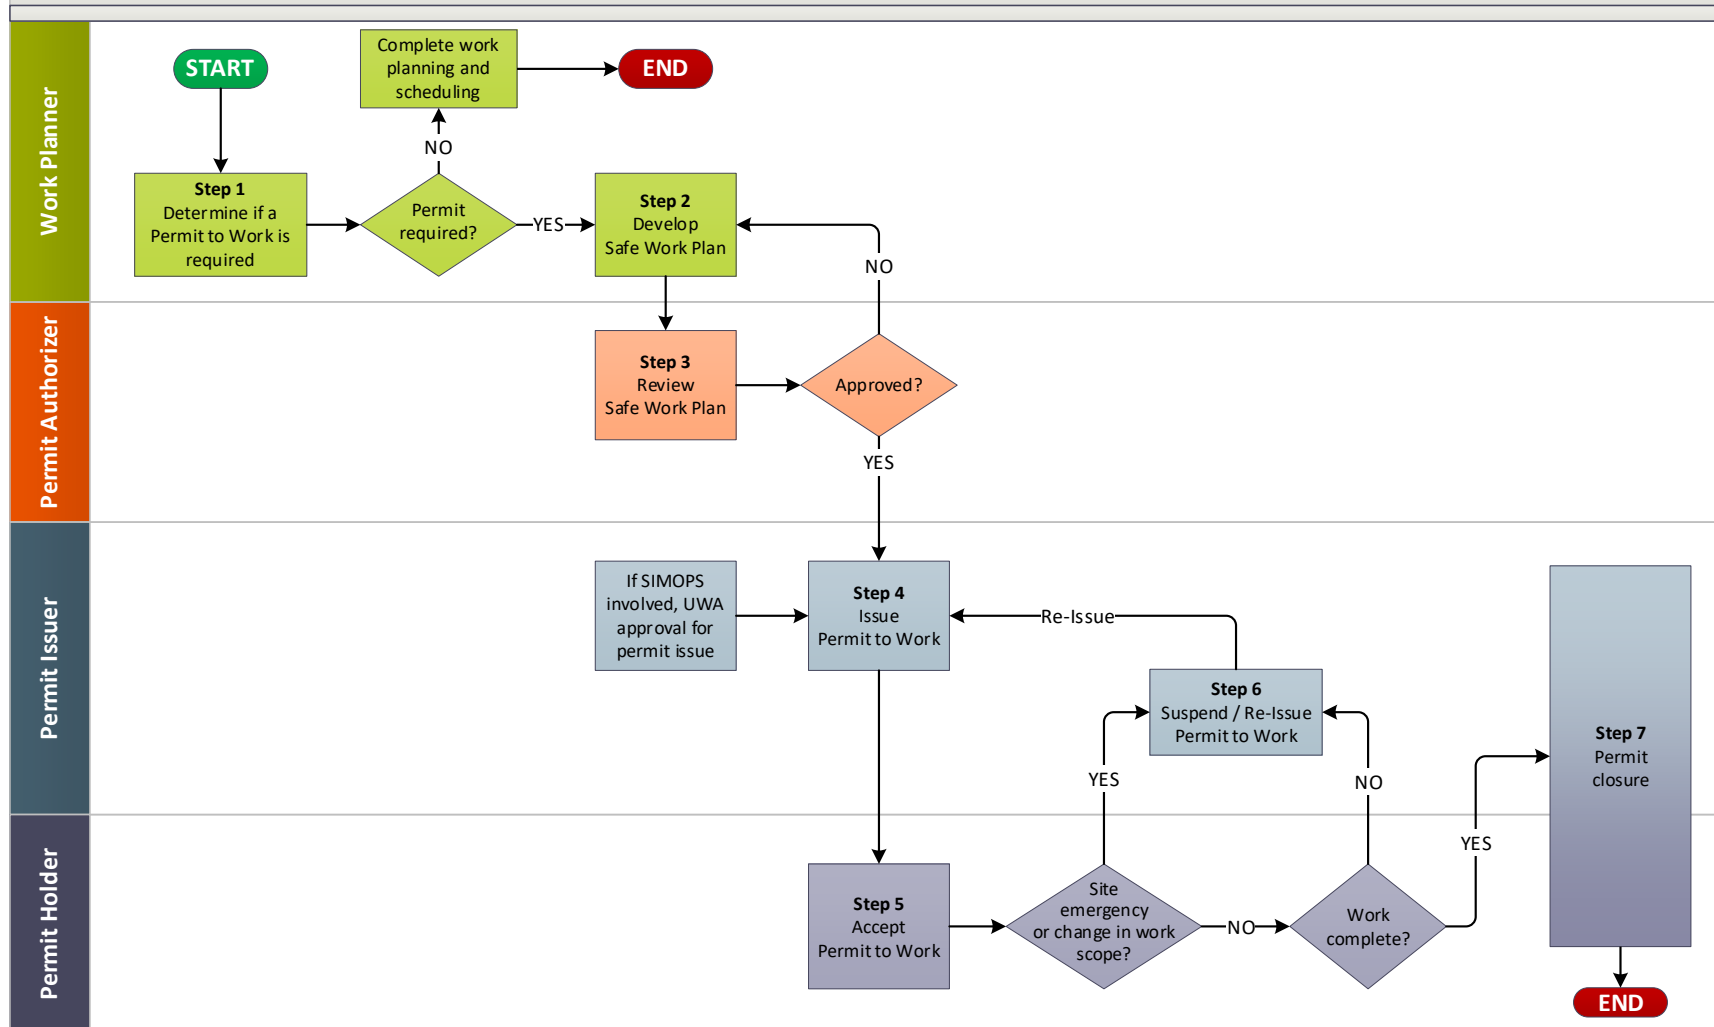 Work Planner
START
Complete work
planning and
scheduling
END
NO
Step 1
Determine if a
Permit to Work is
required
Permit
required?
YES
Step 2
Develop
Safe Work Plan
NO
Permit Authorizer
Step 3
Review
Safe Work Plan
Approved?
YES
Permit Issuer
If SIMOPS
involved, UWA
approval for
permit issue
Step 4
Issue
Permit to Work
Re-Issue
Step 6
Suspend / Re-Issue
Permit to Work
YES
NO
Step 7
Permit
closure
YES
Permit Holder
Step 5
Accept
Permit to Work
Site
emergency
or change in work
scope?
NO
Work
complete?
END